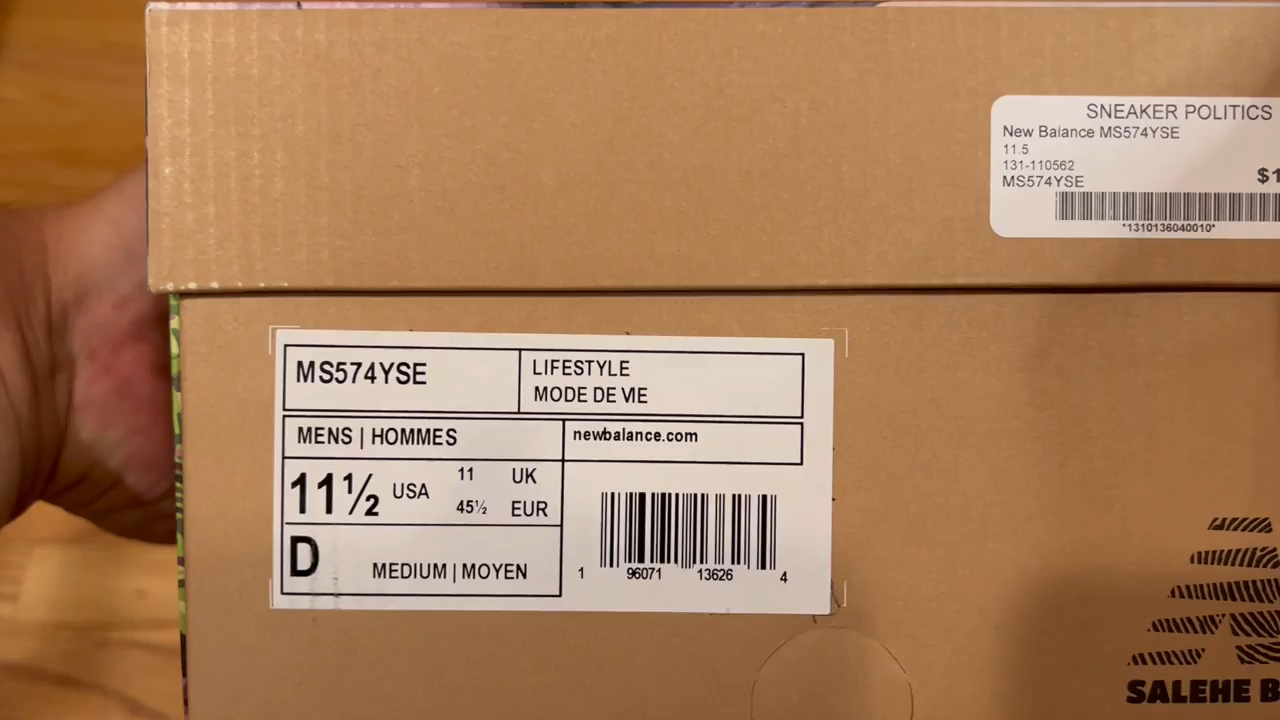 SNEAKER POLITICS
New Balance MS574YSE
11.5
131-110562
MS574YSE
$1
*1310136040010*
MS574YSE
LIFESTYLE
MODE DE VIE
MENS | HOMMES
newbalance.com
11½ USA
11 UK
45½ EUR
D
MEDIUM | MOYEN
1 96071 13626 4
SALEHE B